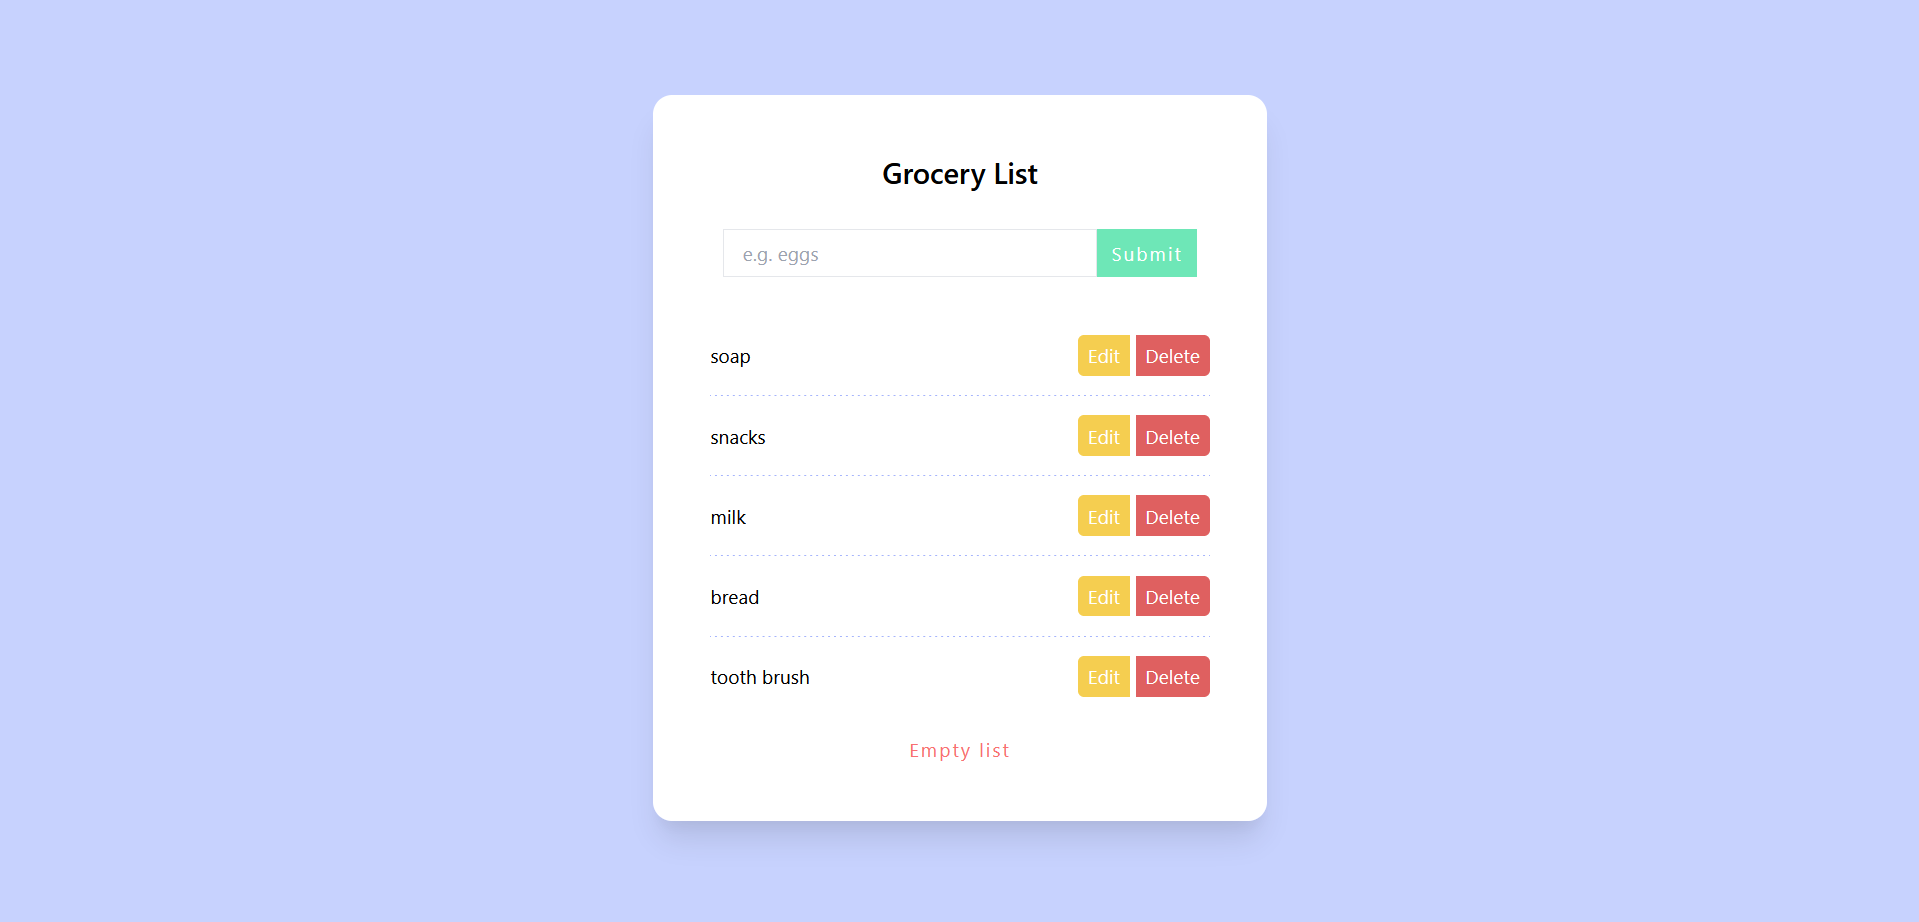 Grocery List
e.g. eggs Submit
soap Edit Delete
snacks Edit Delete
milk Edit Delete
bread Edit Delete
tooth brush Edit Delete
Empty list